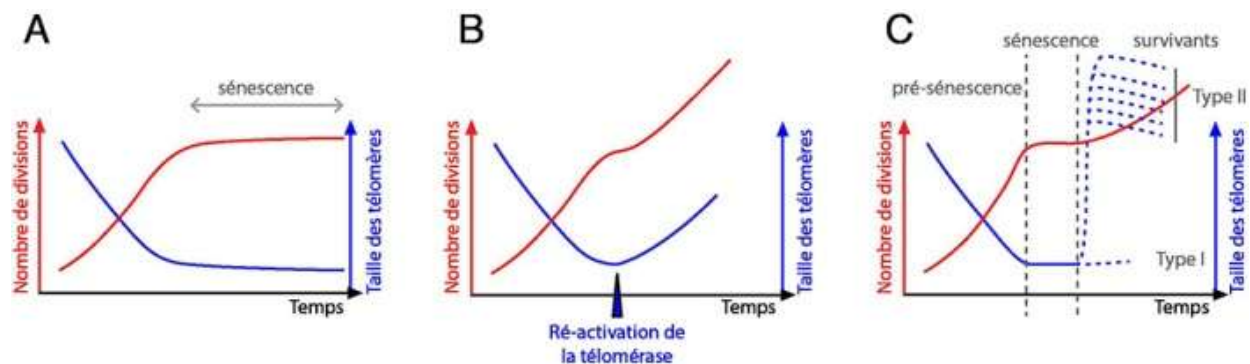 A
sénescence
Nombre de divisions
Taille des télomères
Temps
B
Nombre de divisions
Taille des télomères
Temps
Ré-activation de
la télomérase
C
sénescence
survivants
pré-sénescence
Type II
Nombre de divisions
Taille des télomères
Type I
Temps